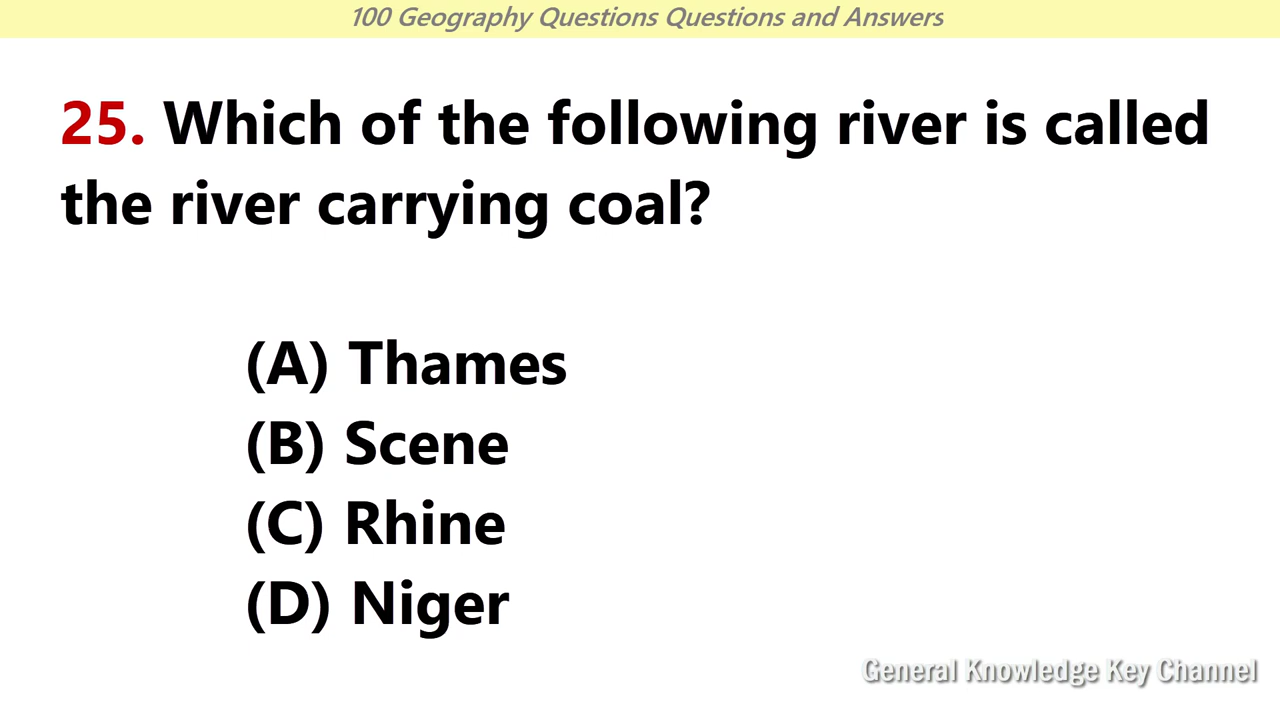 100 Geography Questions Questions and Answers
25. Which of the following river is called
the river carrying coal?
(A) Thames
(B) Scene
(C) Rhine
(D) Niger
General Knowledge Key Channel